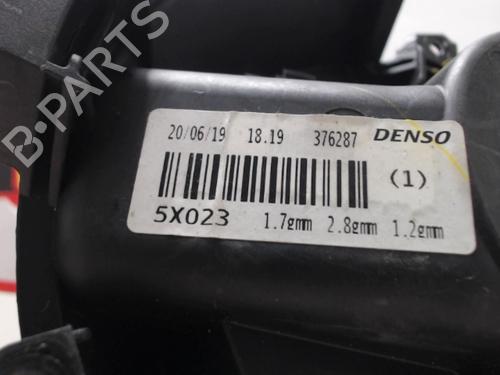 B-PARTS
20/06/19 18.19 376287 DENSO
(1)
5X023 1.7gmm 2.8gmm 1.2gmm